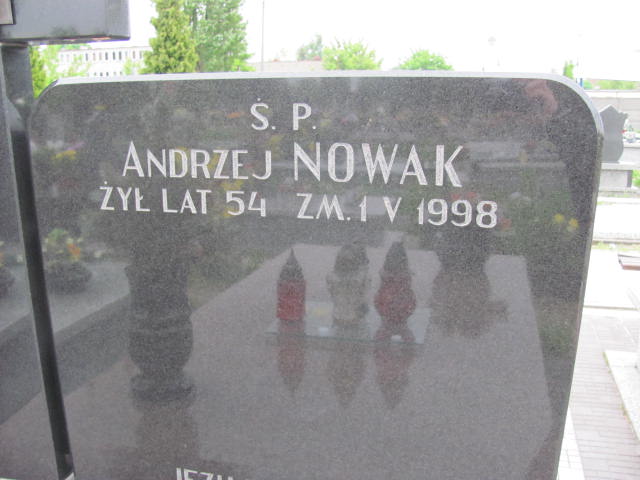 Ś. P.
ANDRZEJ NOWAK
ŻYŁ LAT 54 ZM. 1 V 1998